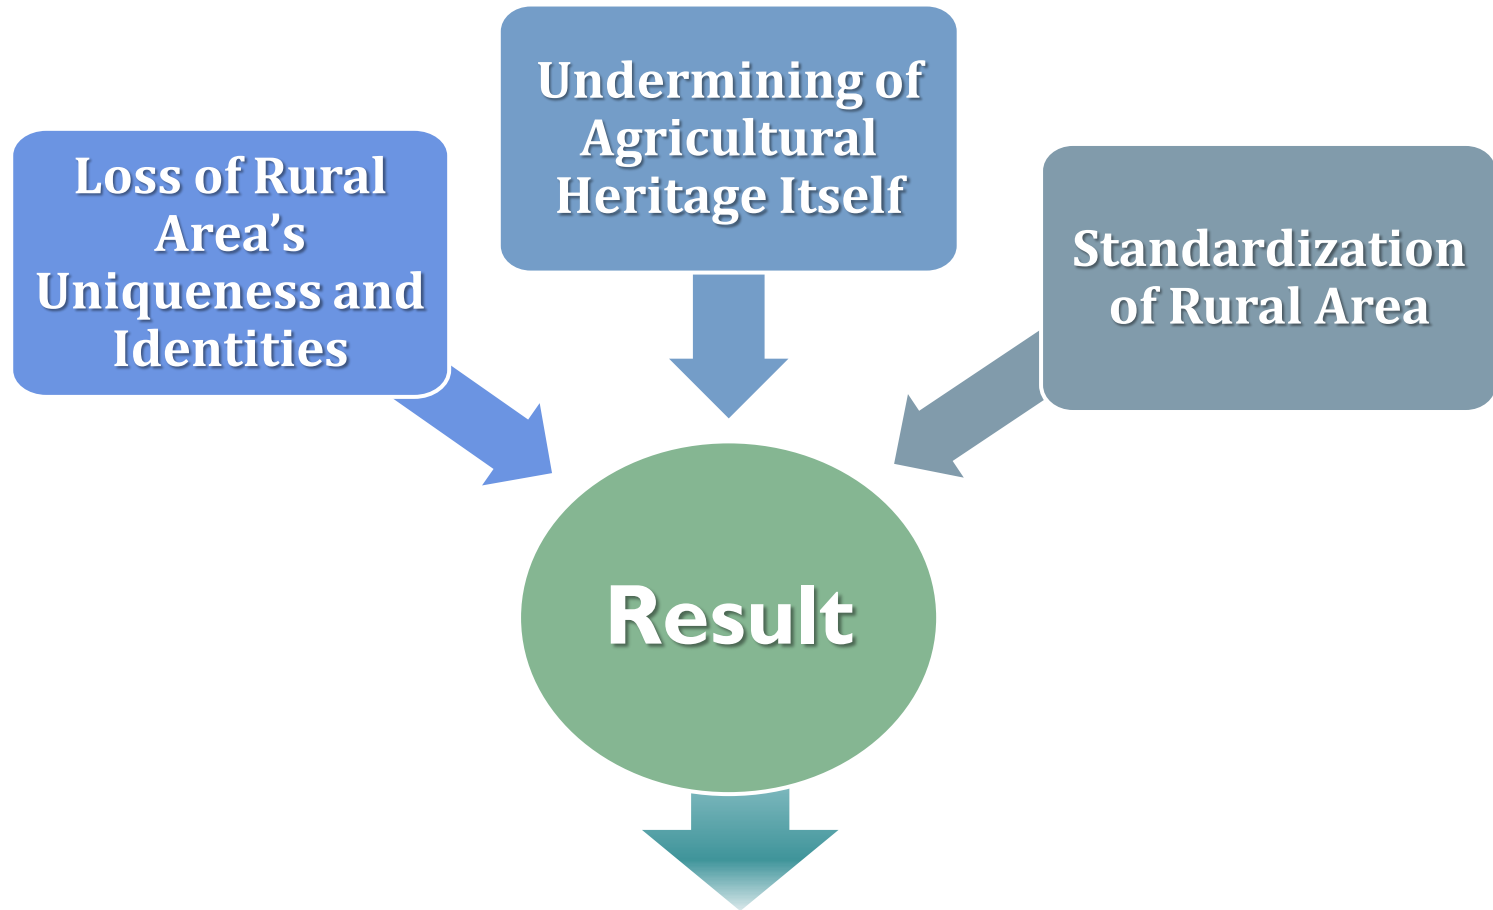 Undermining of
Agricultural
Heritage Itself
Loss of Rural
Area’s
Uniqueness and
Identities
Standardization
of Rural Area
Result